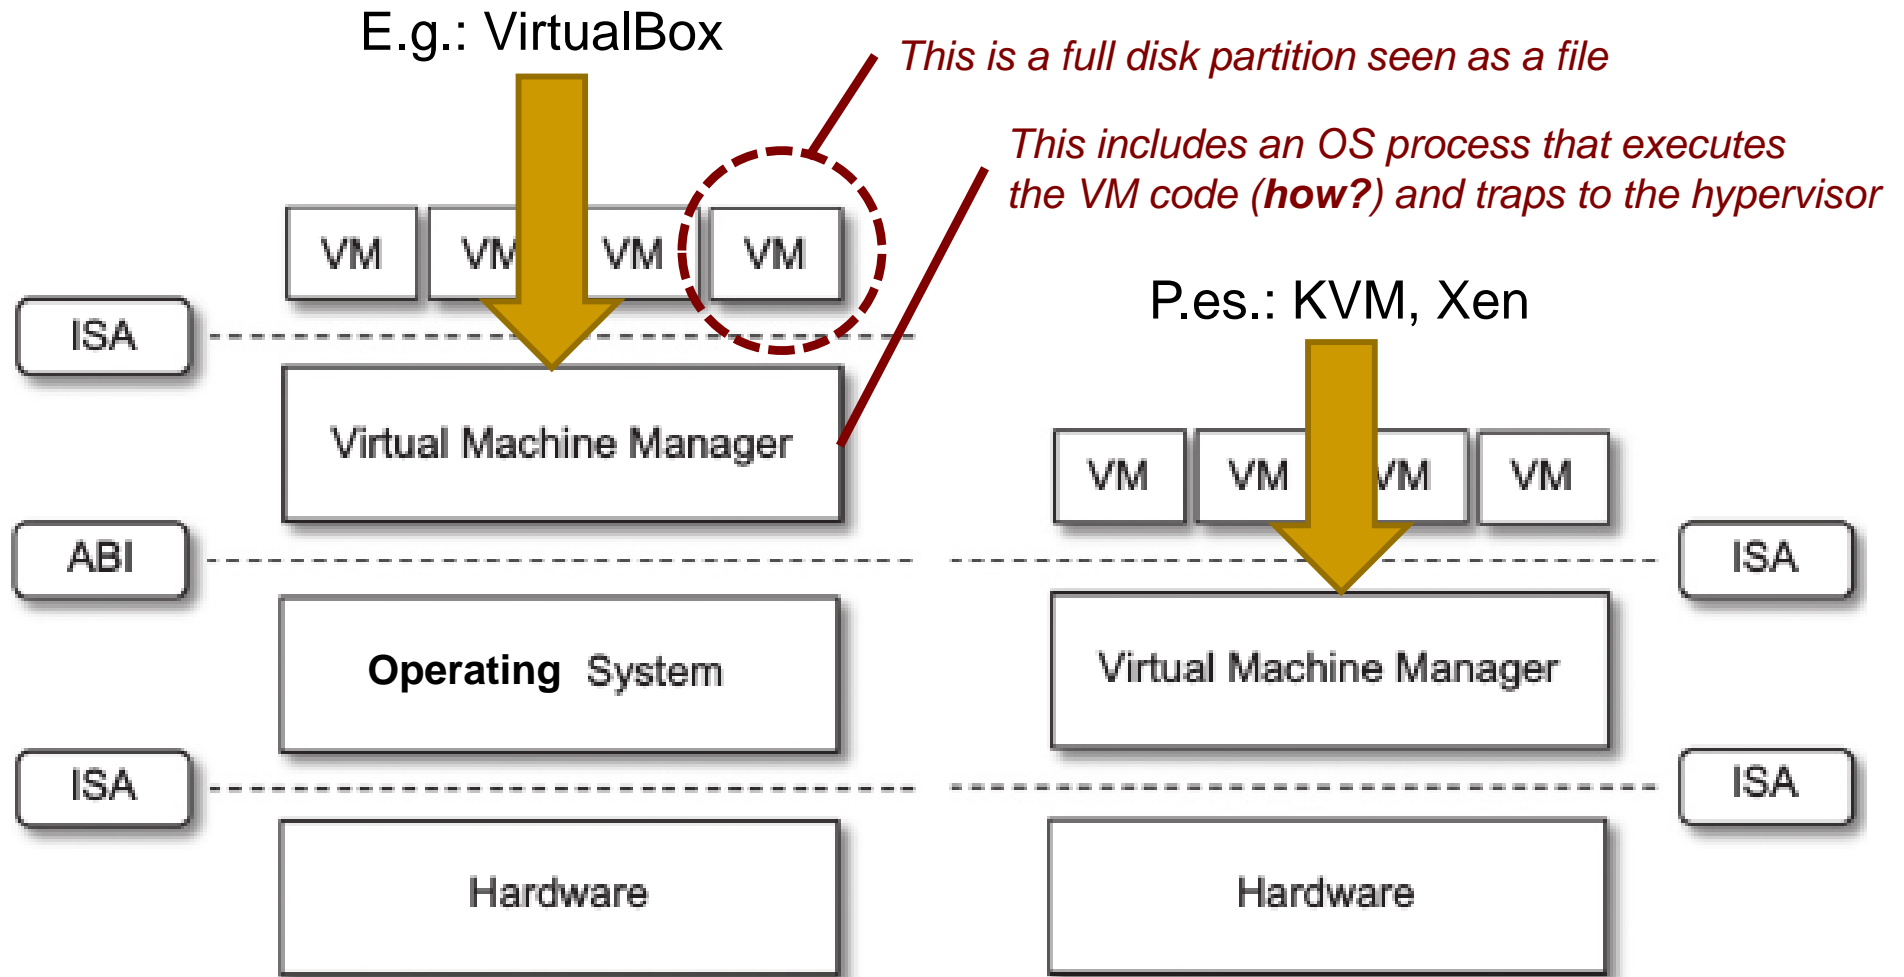 E.g.: VirtualBox
This is a full disk partition seen as a file
This includes an OS process that executes
the VM code (how?) and traps to the hypervisor
VM VM VM VM
ISA
P.es.: KVM, Xen
Virtual Machine Manager
VM VM VM VM
ABI
ISA
Operating System
Virtual Machine Manager
ISA
ISA
Hardware
Hardware